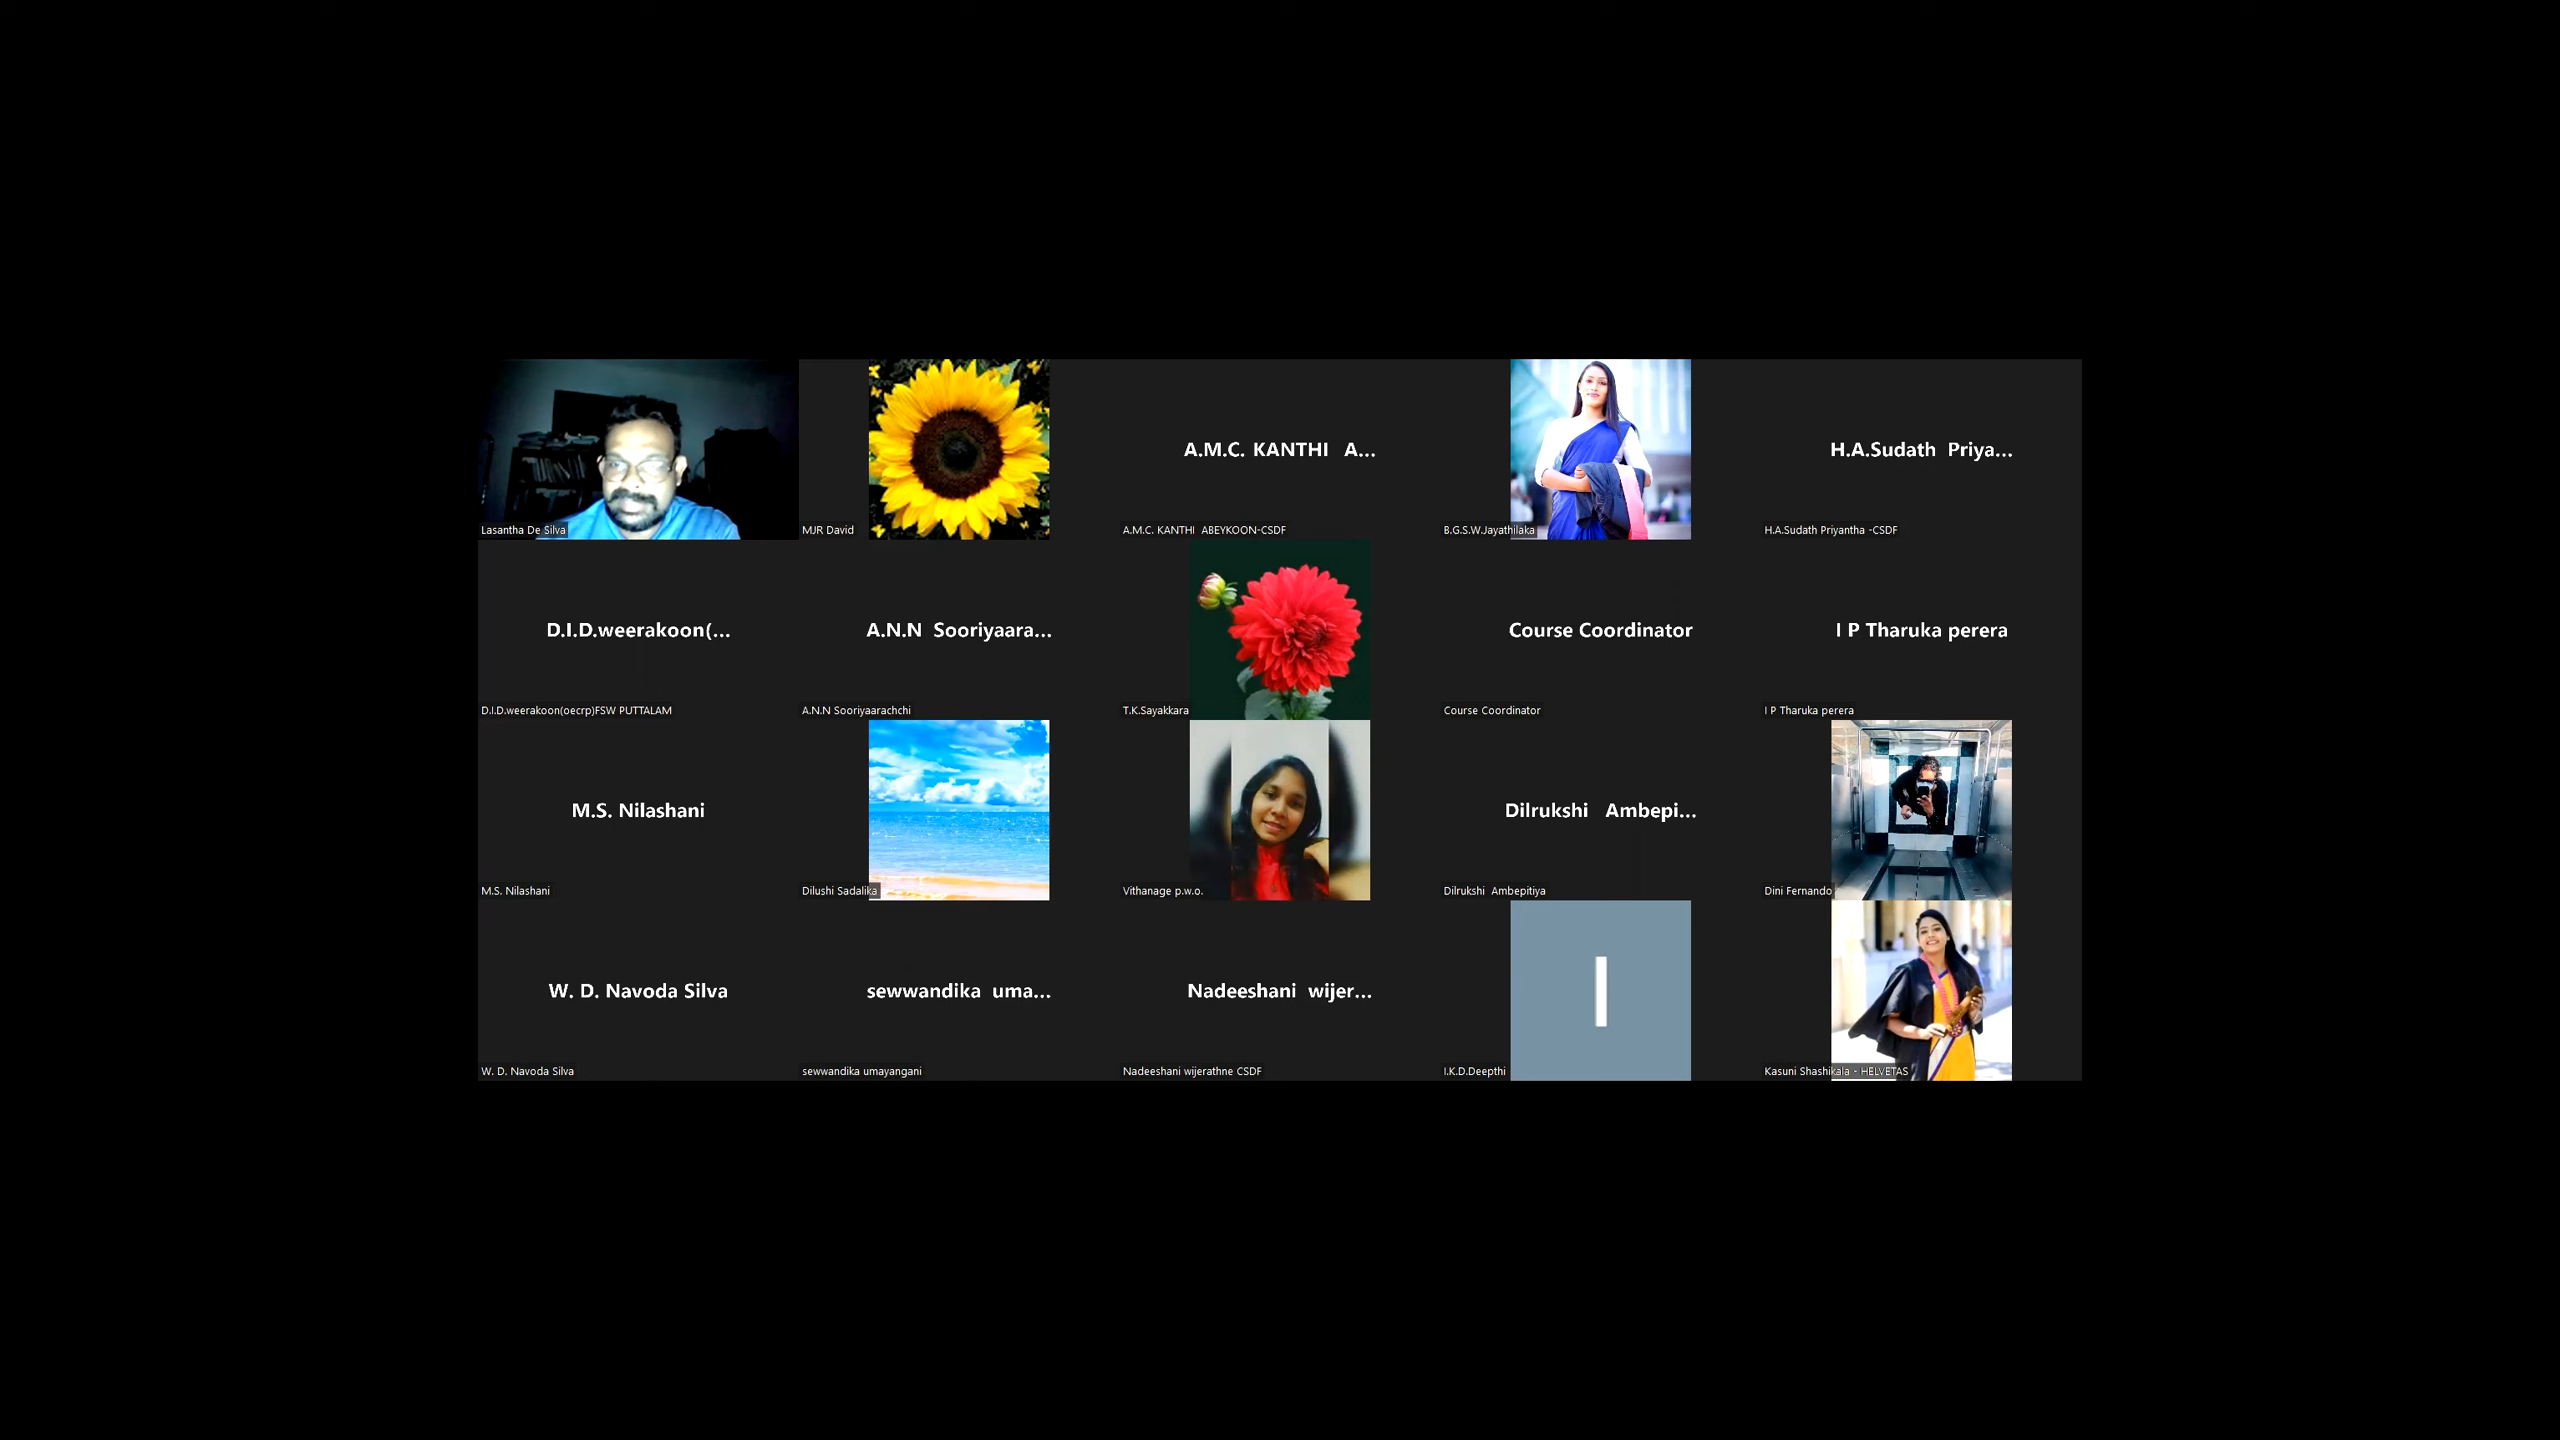 Lasantha De Silva
MJR David
A.M.C. KANTHI A...
A.M.C. KANTHI ABEYKOON-CSDF
B.G.S.W.Jayathilaka
H.A.Sudath Priya...
H.A.Sudath Priyantha -CSDF
D.I.D.weerakoon(...
D.I.D.weerakoon(oecrp)FSW PUTTALAM
A.N.N Sooriyaara...
A.N.N Sooriyaarachchi
T.K.Sayakkara
Course Coordinator
Course Coordinator
I P Tharuka perera
I P Tharuka perera
M.S. Nilashani
M.S. Nilashani
Dilushi Sadalika
Vithanage p.w.o.
Dilrukshi Ambepi...
Dilrukshi Ambepitiya
Dini Fernando
W. D. Navoda Silva
W. D. Navoda Silva
sewwandika uma...
sewwandika umayangani
Nadeeshani wijer...
Nadeeshani wijerathne CSDF
I
I.K.D.Deepthi
Kasuni Shashikala - HELVETAS